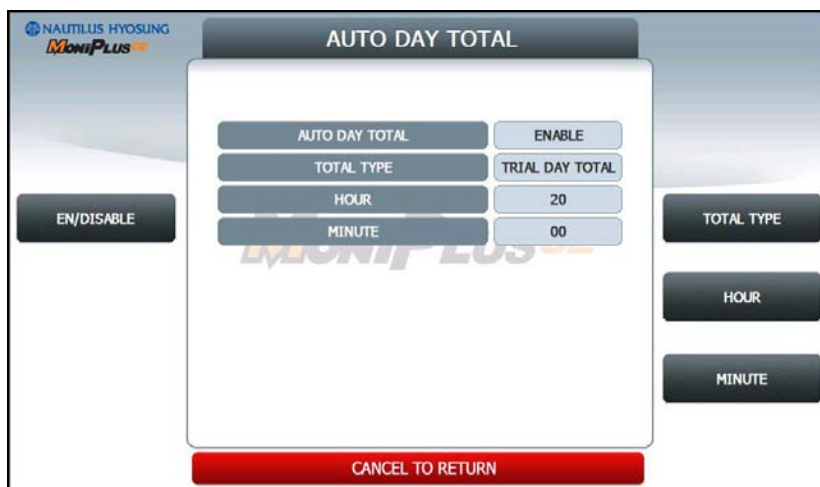 NAUTILUS HYOSUNG
MONIPLUS
AUTO DAY TOTAL
AUTO DAY TOTAL ENABLE
TOTAL TYPE TRIAL DAY TOTAL
HOUR 20
MINUTE 00
EN/DISABLE
TOTAL TYPE
HOUR
MINUTE
MONIPLUS
CANCEL TO RETURN